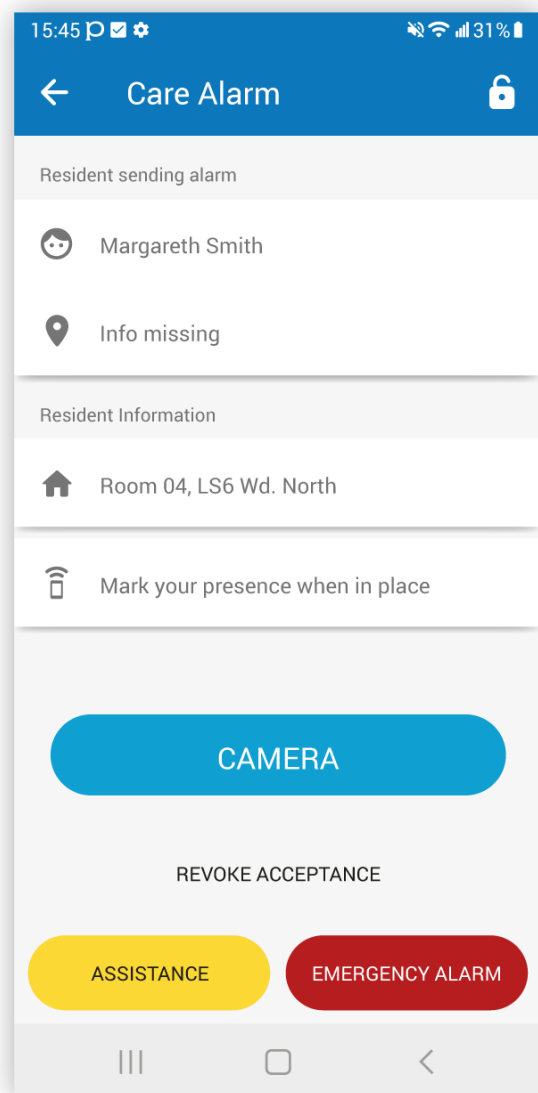 15:45 31%
Care Alarm
Resident sending alarm
Margareth Smith
Info missing
Resident Information
Room 04, LS6 Wd. North
Mark your presence when in place
CAMERA
REVOKE ACCEPTANCE
ASSISTANCE EMERGENCY ALARM